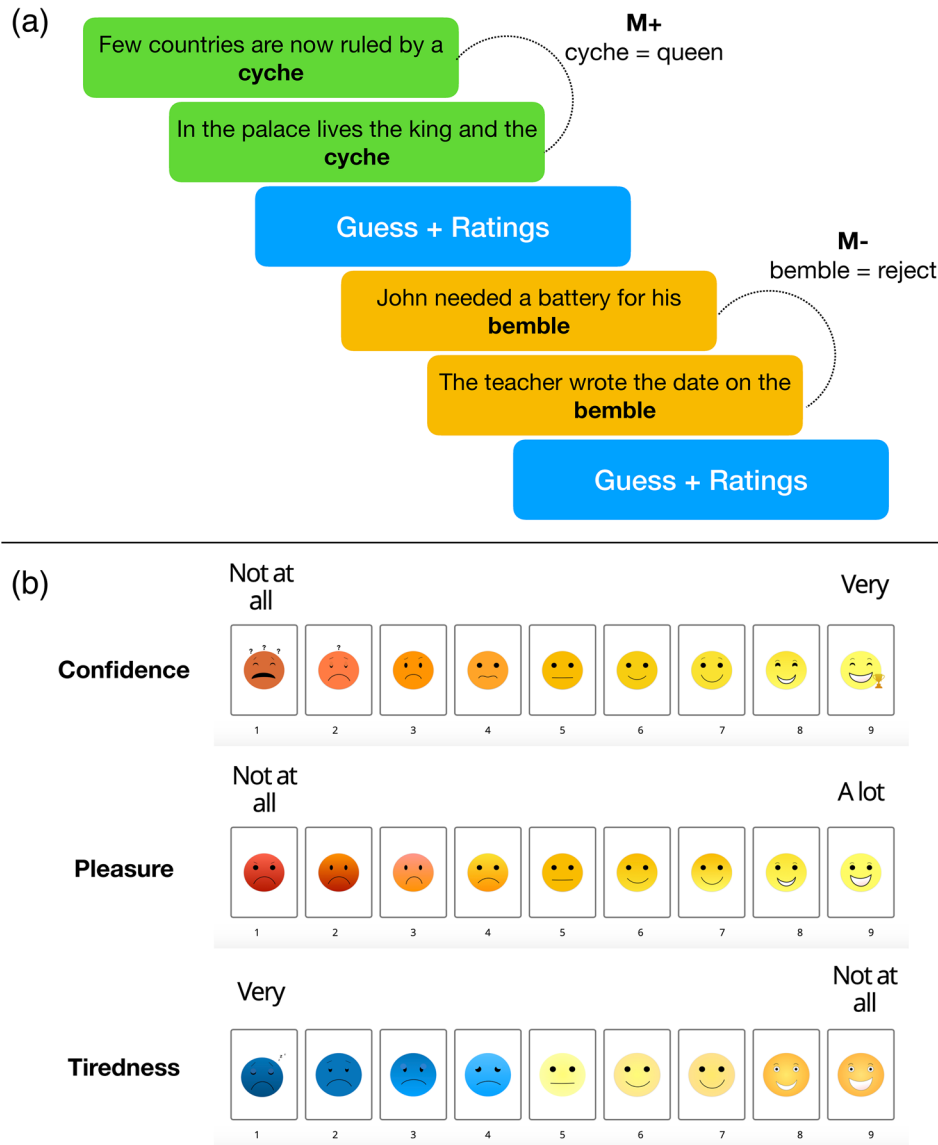 (a)
Few countries are now ruled by a
cyche
In the palace lives the king and the
cyche
M+
cyche = queen
Guess + Ratings
M-
bemble = reject
John needed a battery for his
bemble
The teacher wrote the date on the
bemble
Guess + Ratings
(b)
Not at
all
Very
Confidence
? ? ? ?
1 2 3 4 5 6 7 8 9
Not at
all
A lot
Pleasure
1 2 3 4 5 6 7 8 9
Very
Not at
all
Tiredness
1 2 3 4 5 6 7 8 9